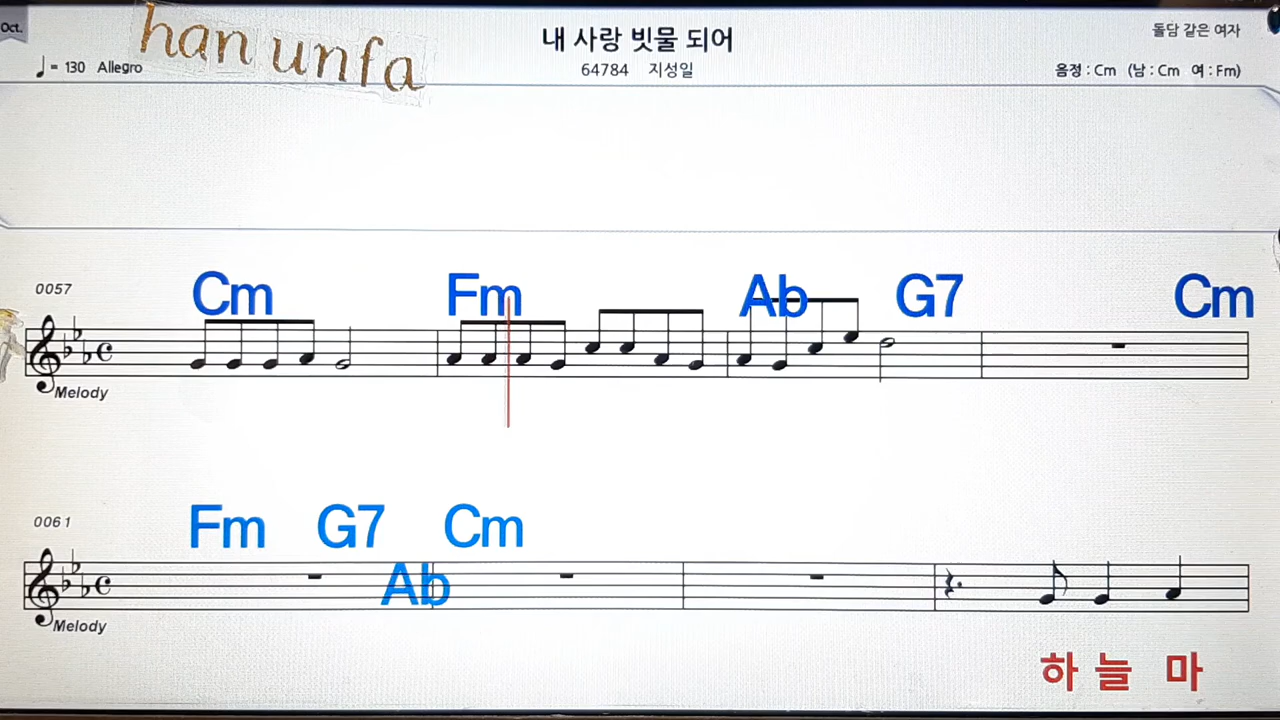 Oct.
han unfa
내 사랑 빗물 되어
돌담 같은 여자
♩ = 130 Allegro
64784 지성일
음정 : Cm (남 : Cm 여 : Fm)
0057
Cm Fm Ab G7 Cm
Melody
0061
Fm G7 Ab Cm
Melody
하 늘 마